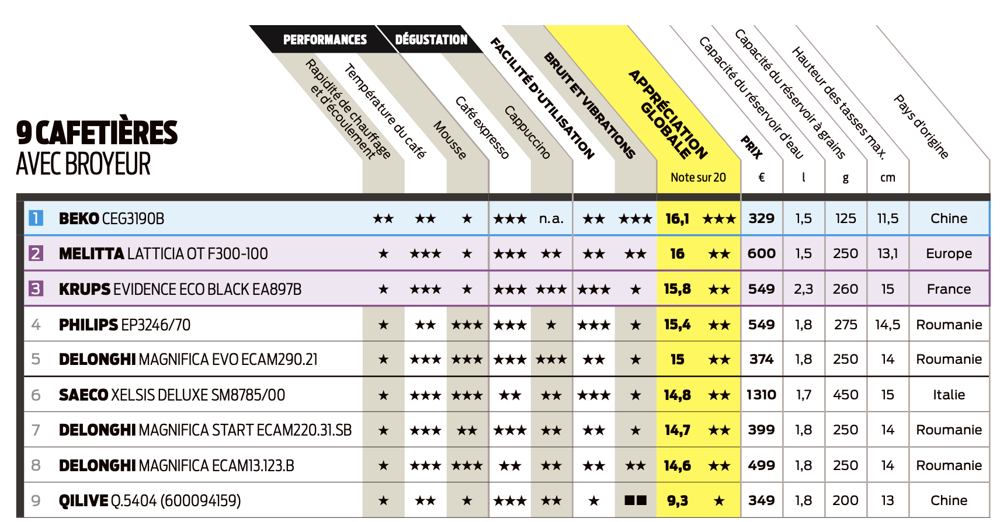 PERFORMANCES
DÉGUSTATION
Rapidité de chauffage
et d'écoulement
Température du café
Mousse
Café expresso
Cappuccino
FACILITÉ D'UTILISATION
BRUIT ET VIBRATIONS
APPRÉCIATION
GLOBALE
PRIX
Capacité du réservoir d'eau
Capacité du réservoir à grains
Hauteur des tasses max.
Pays d'origine
9 CAFETIÈRES
AVEC BROYEUR
Note sur 20 € l g cm
1 BEKO CEG3190B ★★ ★★ ★ ★★★ n.a. ★★ ★★★ 16,1 ★★★ 329 1,5 125 11,5 Chine
2 MELITTA LATTICIA OT F300-100 ★ ★★★ ★ ★★★ ★★ ★★ ★★ 16 ★★ 600 1,5 250 13,1 Europe
3 KRUPS EVIDENCE ECO BLACK EA897B ★ ★★★ ★ ★★★ ★★★ ★★★ ★ 15,8 ★★ 549 2,3 260 15 France
4 PHILIPS EP3246/70 ★ ★★ ★★★ ★★★ ★ ★★★ ★ 15,4 ★★ 549 1,8 275 14,5 Roumanie
5 DELONGHI MAGNIFICA EVO ECAM290.21 ★ ★★★ ★★★ ★★★ ★★★ ★★ ★ 15 ★★ 374 1,8 250 14 Roumanie
6 SAECO XELSIS DELUXE SM8785/00 ★ ★★★ ★★★ ★★ ★★ ★★★ ★ 14,8 ★★ 1310 1,7 450 15 Italie
7 DELONGHI MAGNIFICA START ECAM220.31.SB ★ ★★★ ★★ ★★★ ★★ ★★ ★ 14,7 ★★ 399 1,8 250 14 Roumanie
8 DELONGHI MAGNIFICA ECAM13.123.B ★ ★★★ ★★★ ★★ ★★ ★★ ★★ 14,6 ★★ 499 1,8 250 14 Roumanie
9 QILIVE Q.5404 (600094159) ★ ★★ ★ ★★★ ★★ ★ ■■ 9,3 ★ 349 1,8 200 13 Chine